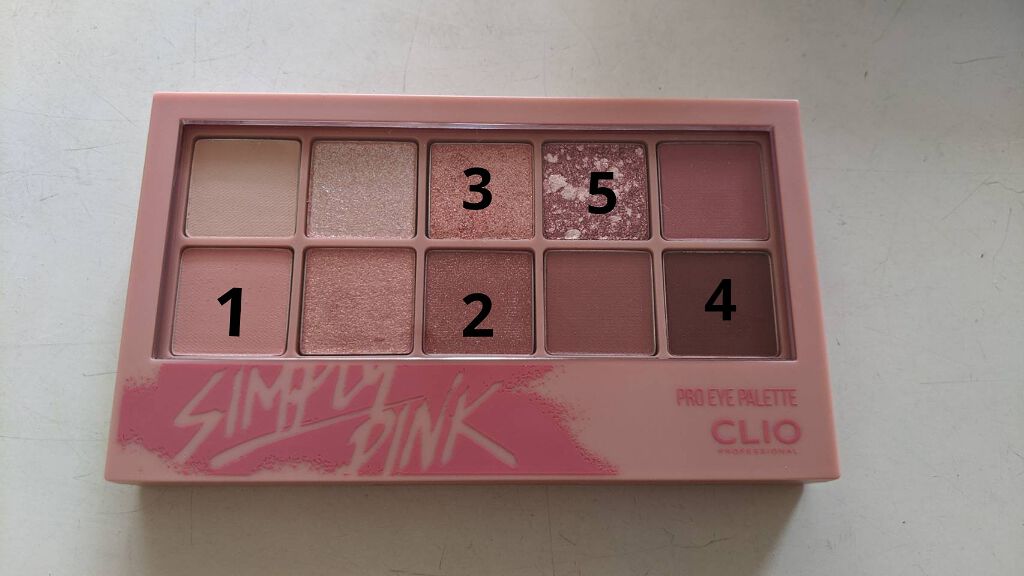 3
5
1
2
4
SIMPLY
PINK
PRO EYE PALETTE
CLIO
PROFESSIONAL